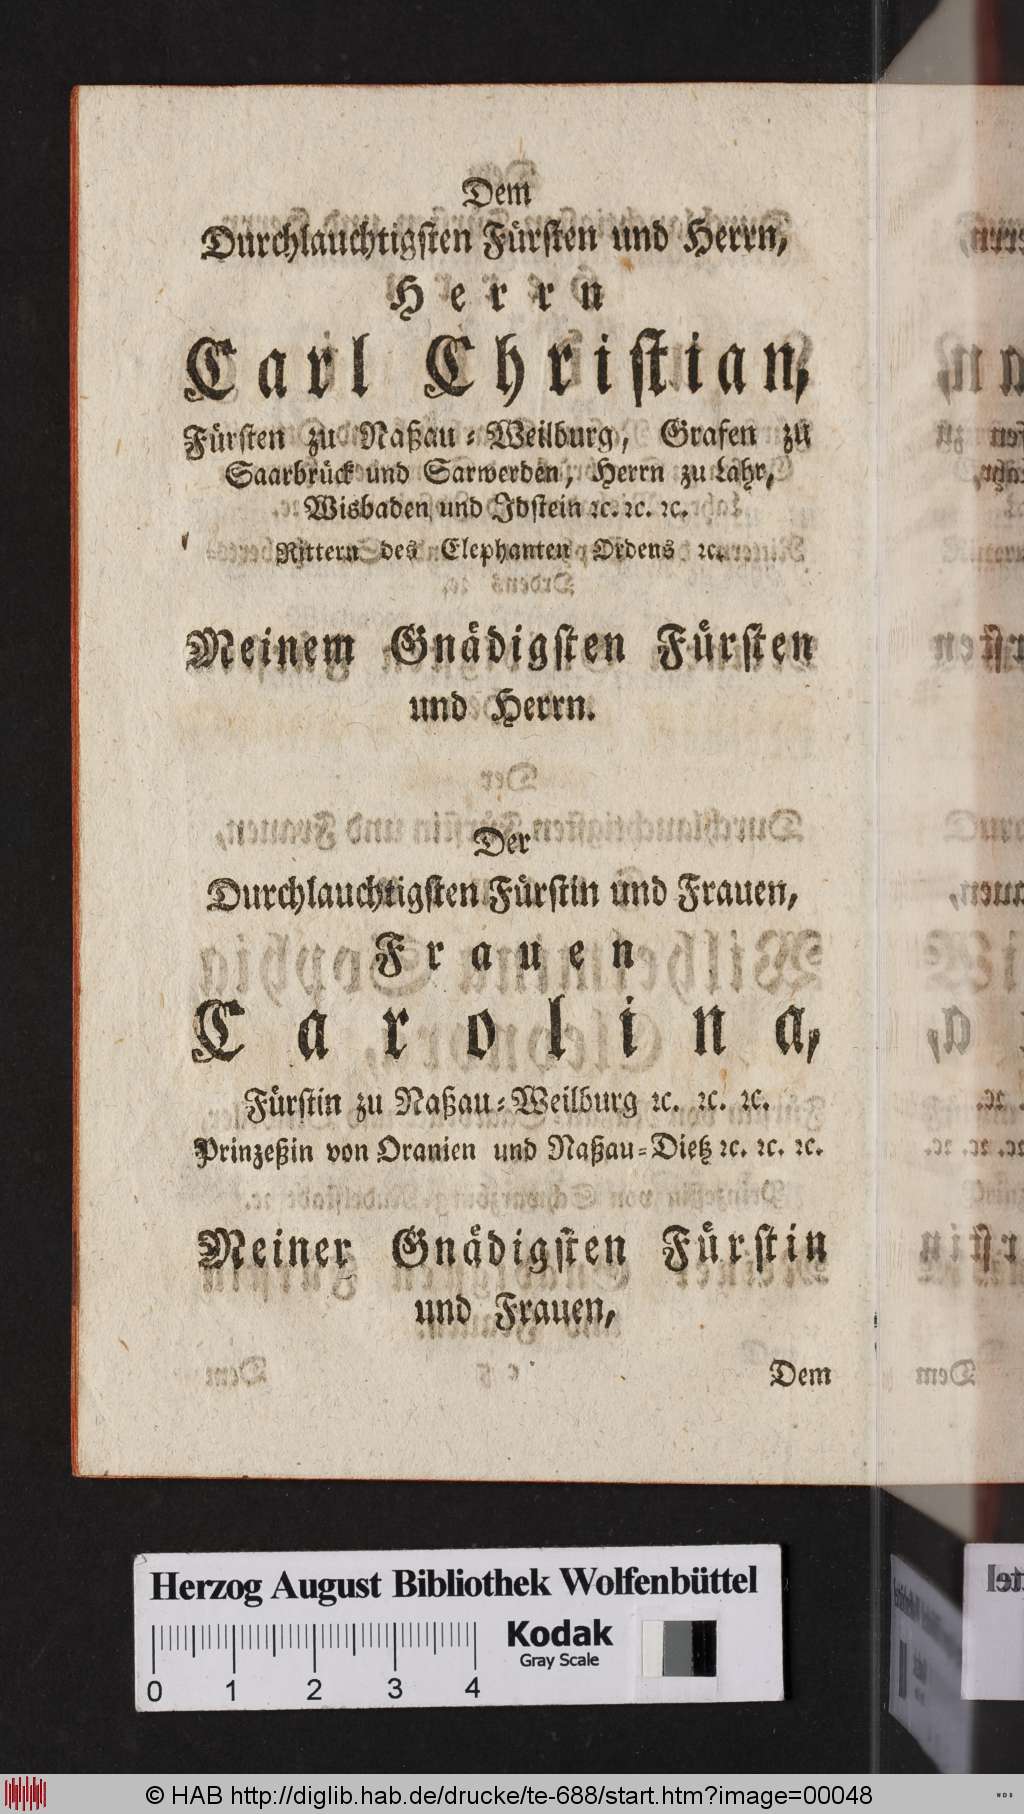 Dem
Durchlauchtigsten Fürsten und Herrn,
Herrn
Carl Christian,
Fürsten zu Naßau-Weilburg, Grafen zu
Saarbrück und Sarwerden, Herrn zu Lahr,
Wisbaden und Idstein ꝛc. ꝛc. ꝛc.
Rittern des Elephanten Ordens ꝛc.
Meinem Gnädigsten Fürsten
und Herrn.
Der
Durchlauchtigsten Fürstin und Frauen,
Frauen
Carolina,
Fürstin zu Naßau-Weilburg ꝛc. ꝛc. ꝛc.
Prinzeßin von Oranien und Naßau-Dietz ꝛc. ꝛc. ꝛc.
Meiner Gnädigsten Fürstin
und Frauen,
Dem
Herzog August Bibliothek Wolfenbüttel
Kodak
Gray Scale
0 1 2 3 4
© HAB http://diglib.hab.de/drucke/te-688/start.htm?image=00048